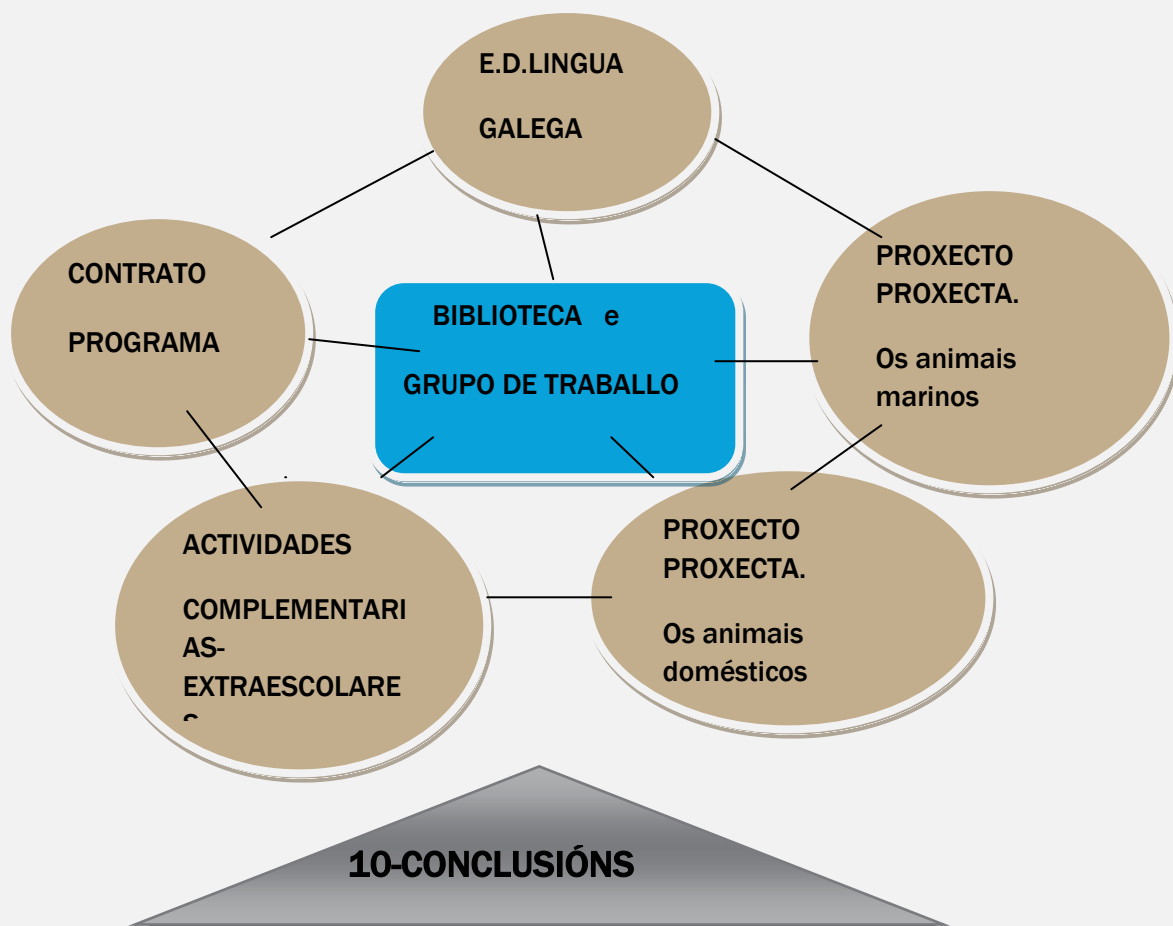 E.D.LINGUA
GALEGA
CONTRATO
PROGRAMA
BIBLIOTECA e
GRUPO DE TRABALLO
PROXECTO
PROXECTA.
Os animais
marinos
ACTIVIDADES
COMPLEMENTARI
AS-
EXTRAESCOLARE
S
PROXECTO
PROXECTA.
Os animais
domésticos
10-CONCLUSIÓNS